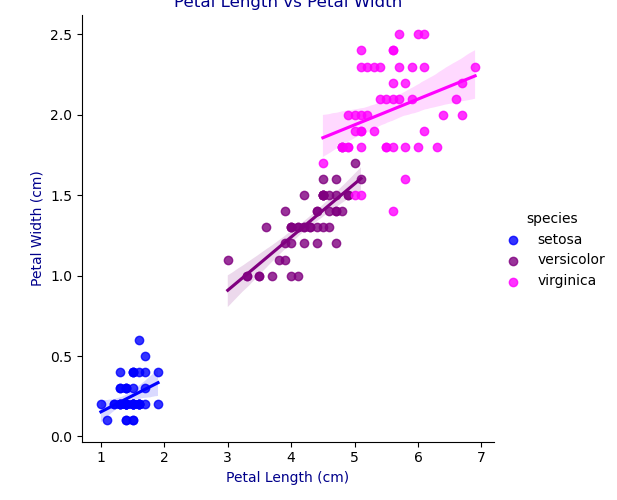 Petal Length vs Petal Width
2.5
2.0
1.5
1.0
0.5
0.0
Petal Width (cm)
1 2 3 4 5 6 7
Petal Length (cm)
species
setosa
versicolor
virginica